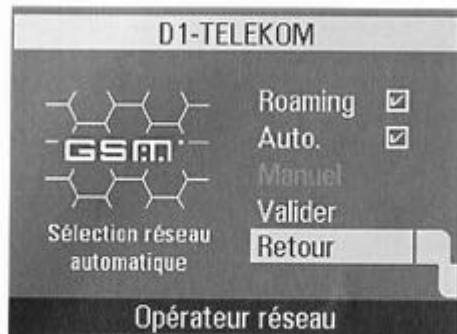 D1-TELEKOM
GSM
Sélection réseau
automatique
Roaming
Auto.
Manuel
Valider
Retour
Opérateur réseau